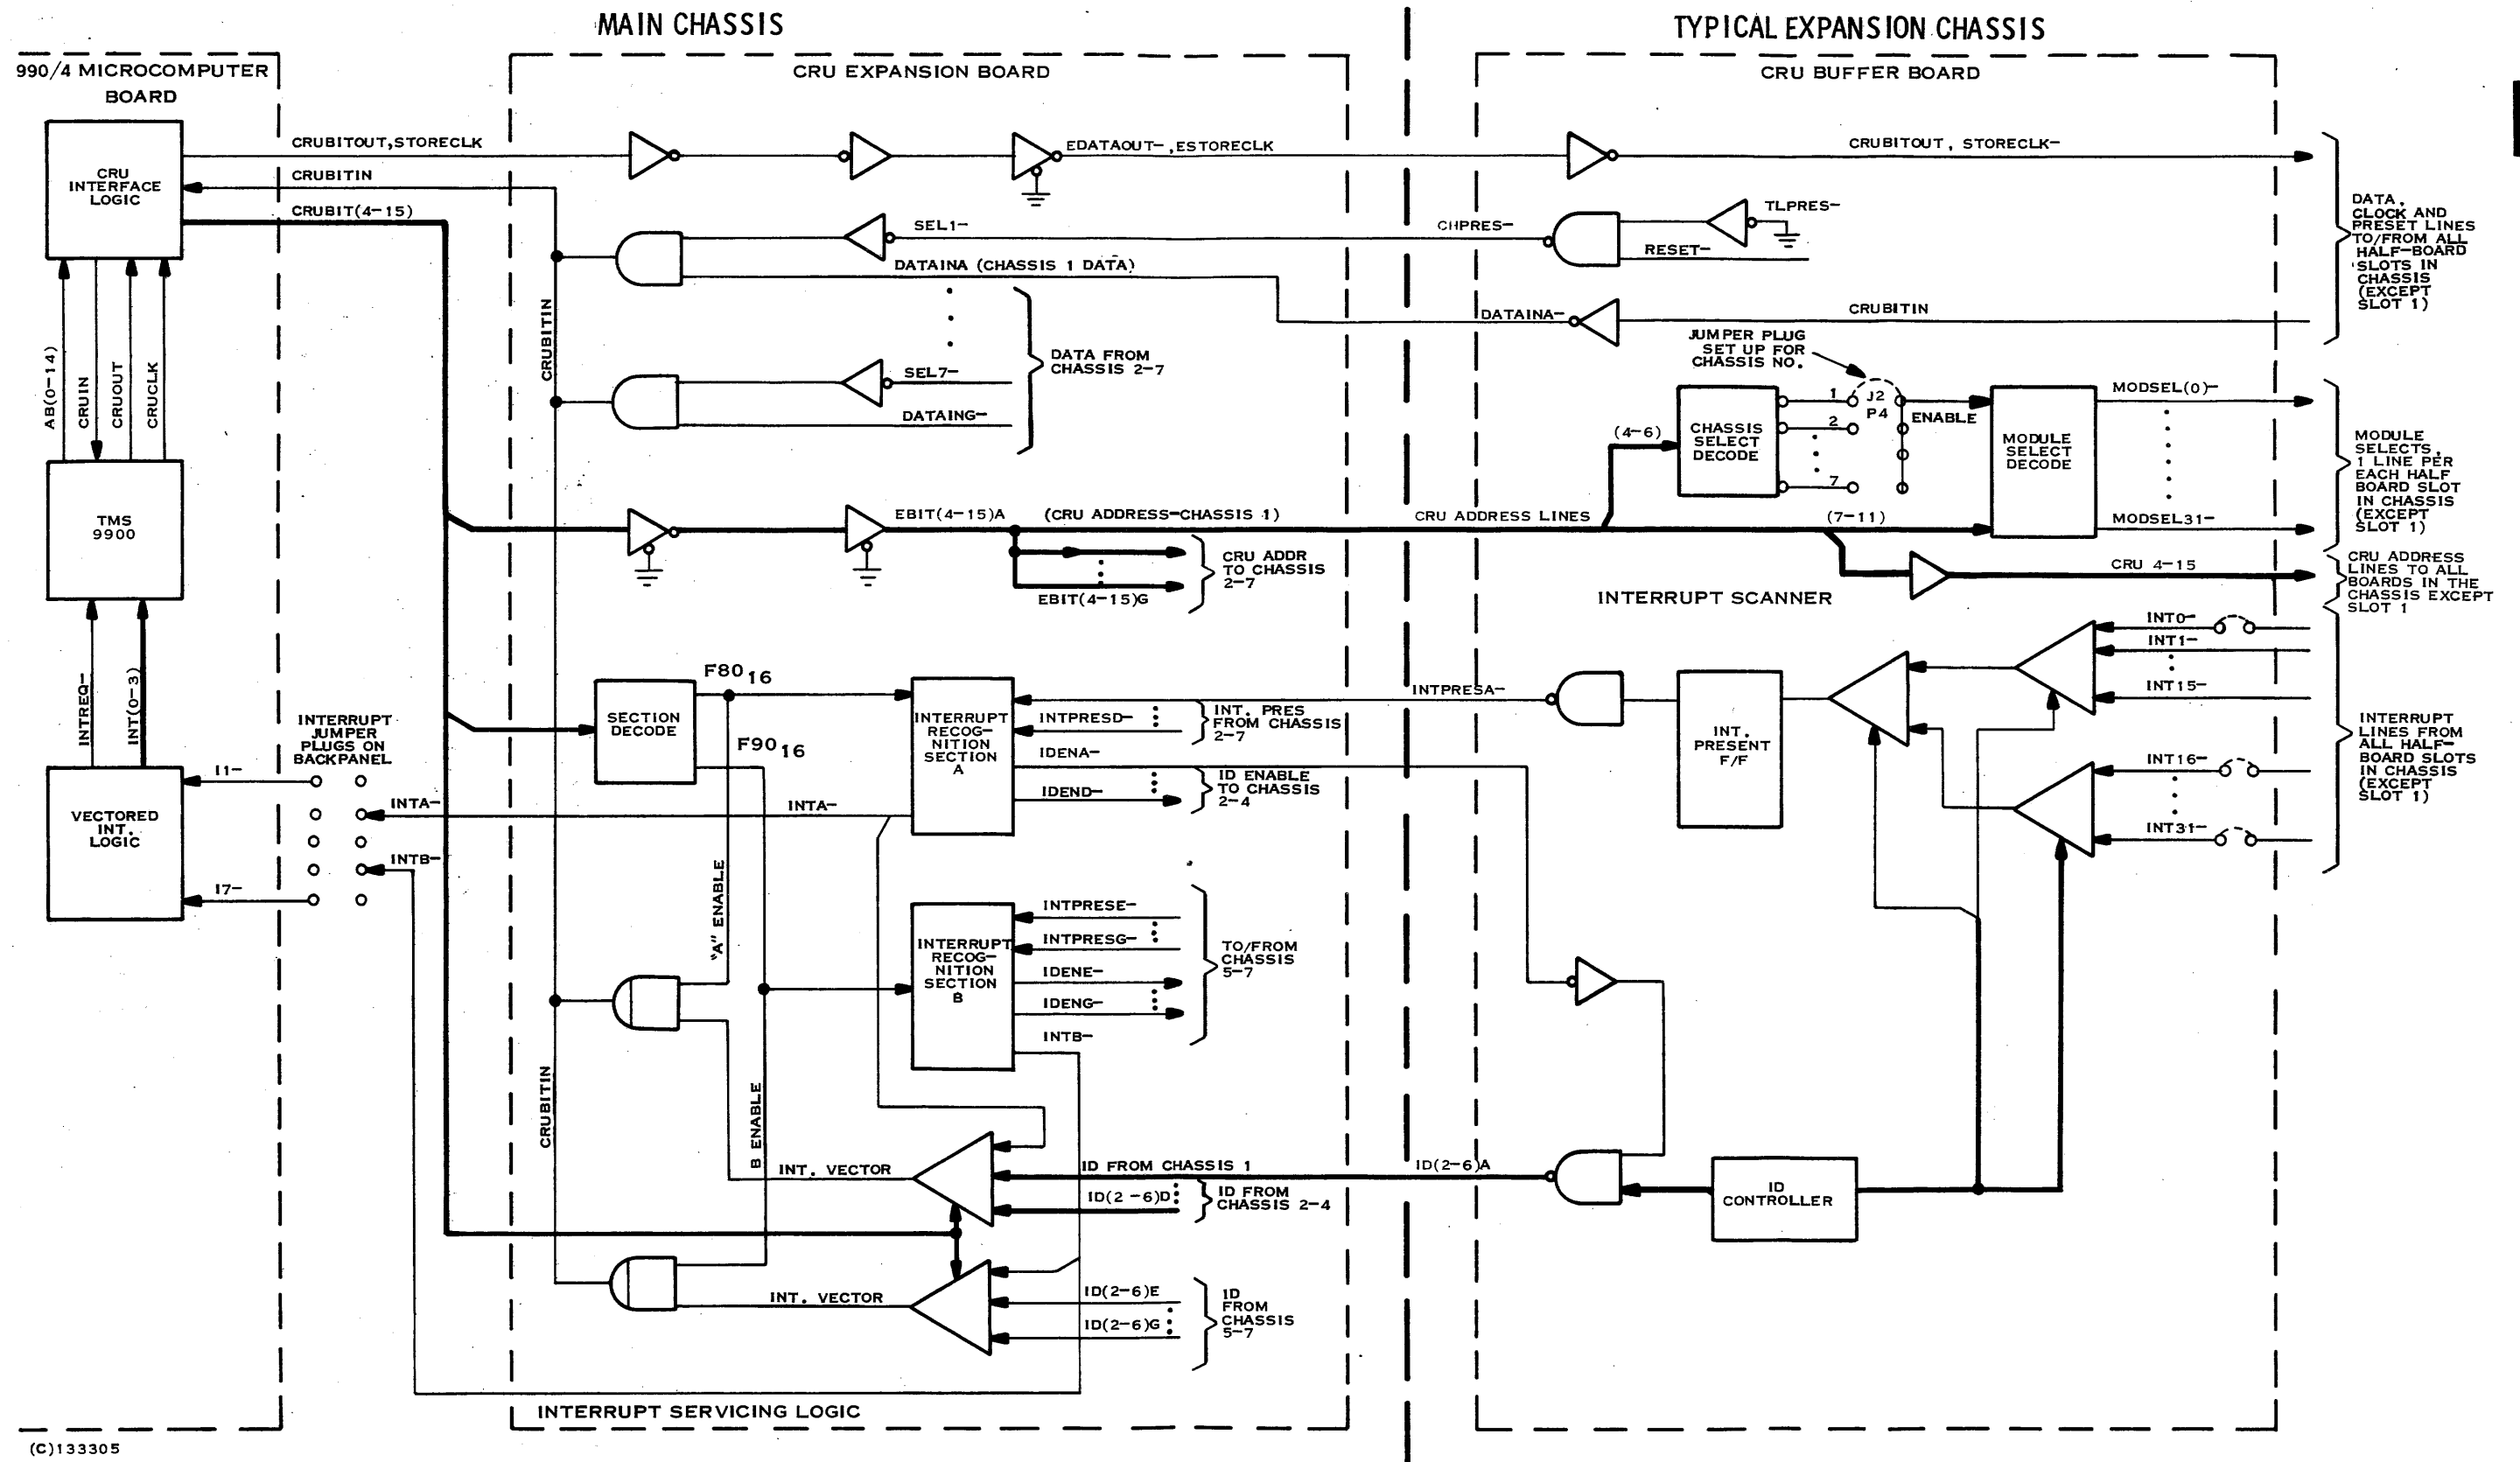 MAIN CHASSIS
TYPICAL EXPANSION CHASSIS
990/4 MICROCOMPUTER
BOARD
CRU
INTERFACE
LOGIC
AB(0-14)
CRUIN
CRUOUT
CRUCLK
TMS
9900
INTREQ-
INT(0-3)
VECTORED
INT.
LOGIC
CRUBITOUT,STORECLK
CRUBITIN
CRUBIT(4-15)
INTERRUPT
JUMPER
PLUGS ON
BACKPANEL
I1-
INTA-
INTB-
I7-
CRU EXPANSION BOARD
EDATAOUT-,ESTORECLK
SEL1-
DATAINA (CHASSIS 1 DATA)
CRUBITIN
SEL7-
DATAING-
DATA FROM
CHASSIS 2-7
EBIT(4-15)A
(CRU ADDRESS-CHASSIS 1)
EBIT(4-15)G
CRU ADDR
TO CHASSIS
2-7
SECTION
DECODE
F80 16
F90 16
INTERRUPT
RECOG-
NITION
SECTION
A
INTPRESD-
INT. PRES
FROM CHASSIS
2-7
IDENA-
IDEND-
ID ENABLE
TO CHASSIS
2-4
INTA-
"A" ENABLE
B ENABLE
INTERRUPT
RECOG-
NITION
SECTION
B
INTPRESE-
INTPRESG-
IDENE-
IDENG-
INTB-
TO/FROM
CHASSIS
5-7
CRUBITIN
INT. VECTOR
ID FROM CHASSIS 1
ID(2-6)D
ID FROM
CHASSIS 2-4
INT. VECTOR
ID(2-6)E
ID(2-6)G
ID
FROM
CHASSIS
5-7
INTERRUPT SERVICING LOGIC
CRU BUFFER BOARD
CRUBITOUT, STORECLK-
CHPRES-
TLPRES-
RESET-
DATAINA-
CRUBITIN
JUMPER PLUG
SET UP FOR
CHASSIS NO.
(4-6)
CHASSIS
SELECT
DECODE
1
2
7
J2
P4
ENABLE
MODULE
SELECT
DECODE
MODSEL(0)-
MODSEL31-
CRU ADDRESS LINES
(7-11)
CRU 4-15
INTERRUPT SCANNER
INTPRESA-
INT.
PRESENT
F/F
INT0-
INT1-
INT15-
INT16-
INT31-
ID(2-6)A
ID
CONTROLLER
DATA,
CLOCK AND
PRESET LINES
TO/FROM ALL
HALF-BOARD
SLOTS IN
CHASSIS
(EXCEPT
SLOT 1)
MODULE
SELECTS,
1 LINE PER
EACH HALF
BOARD SLOT
IN CHASSIS
(EXCEPT
SLOT 1)
CRU ADDRESS
LINES TO ALL
BOARDS IN THE
CHASSIS EXCEPT
SLOT 1
INTERRUPT
LINES FROM
ALL HALF-
BOARD SLOTS
IN CHASSIS
(EXCEPT
SLOT 1)
(C)133305